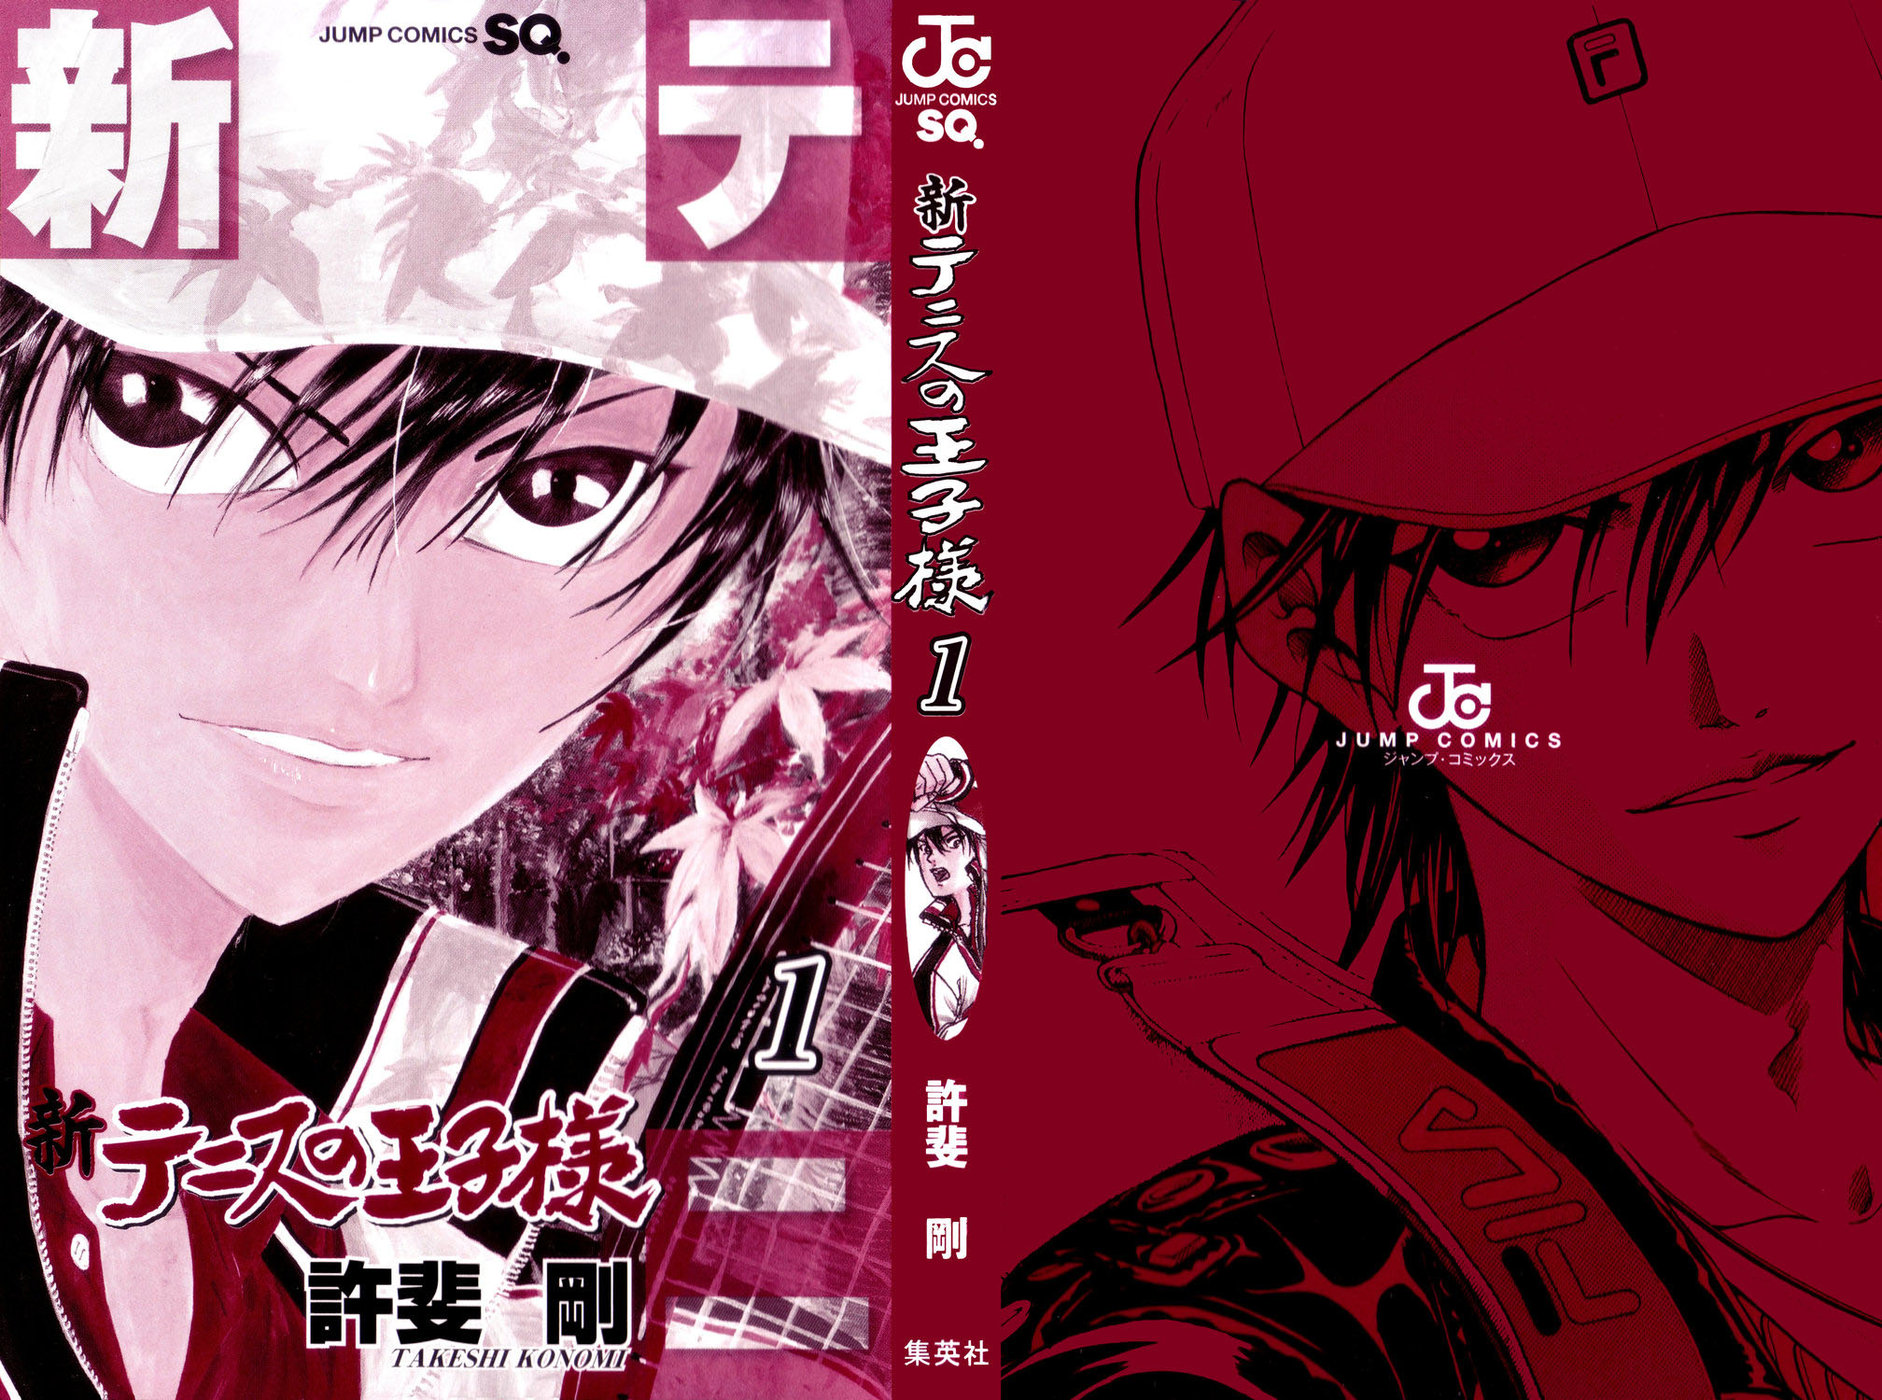 新
JUMP COMICS SQ.
テ
ニ
1
新テニスの王子様
許斐 剛
TAKESHI KONOMI
JC
JUMP COMICS
SQ.
新テニスの王子様
1
許斐 剛
集英社
F
JC
JUMP COMICS
ジャンプ・コミックス
FILA